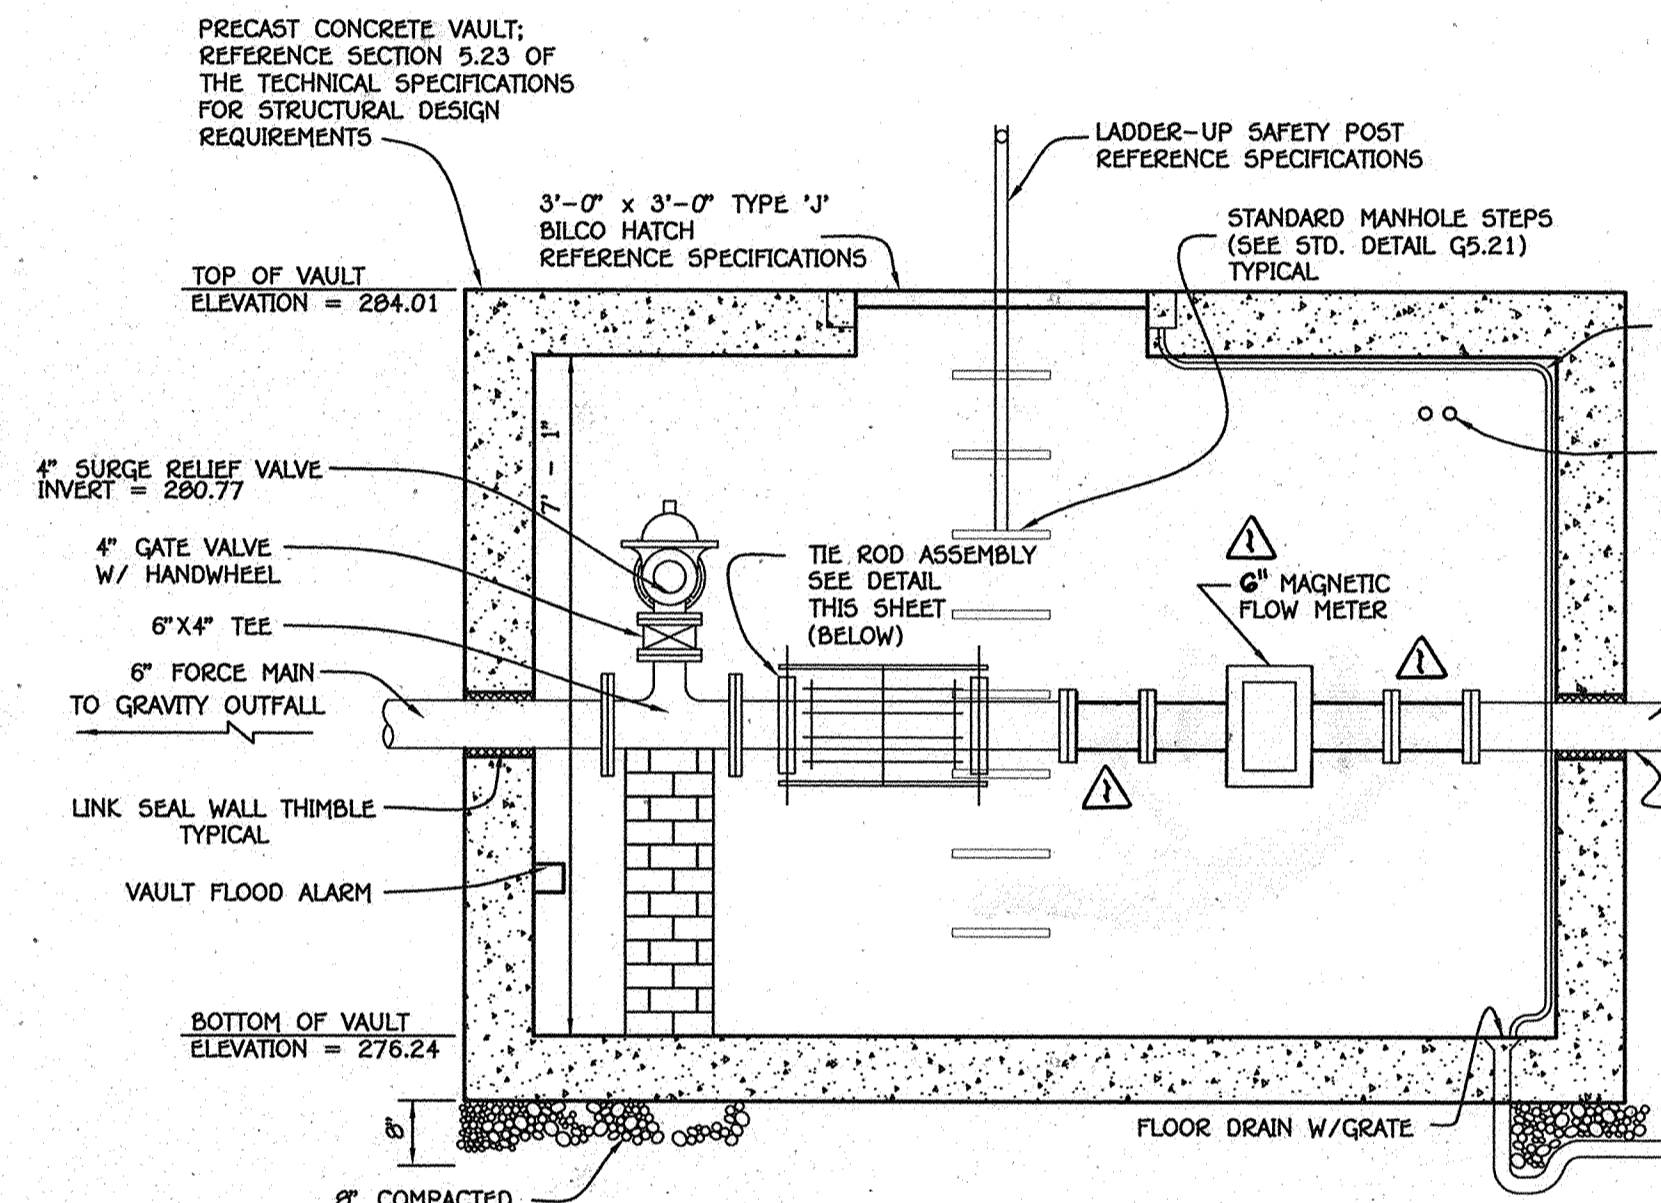 PRECAST CONCRETE VAULT;
REFERENCE SECTION 5.23 OF
THE TECHNICAL SPECIFICATIONS
FOR STRUCTURAL DESIGN
REQUIREMENTS
LADDER-UP SAFETY POST
REFERENCE SPECIFICATIONS
3'-0" x 3'-0" TYPE 'J'
BILCO HATCH
REFERENCE SPECIFICATIONS
STANDARD MANHOLE STEPS
(SEE STD. DETAIL G5.21)
TYPICAL
TOP OF VAULT
ELEVATION = 284.01
7' - 1"
4" SURGE RELIEF VALVE
INVERT = 280.77
4" GATE VALVE
W/ HANDWHEEL
6"X4" TEE
6" FORCE MAIN
TO GRAVITY OUTFALL
TIE ROD ASSEMBLY
SEE DETAIL
THIS SHEET
(BELOW)
1
6" MAGNETIC
FLOW METER
1
1
LINK SEAL WALL THIMBLE
TYPICAL
VAULT FLOOD ALARM
BOTTOM OF VAULT
ELEVATION = 276.24
8"
FLOOR DRAIN W/GRATE
8" COMPACTED